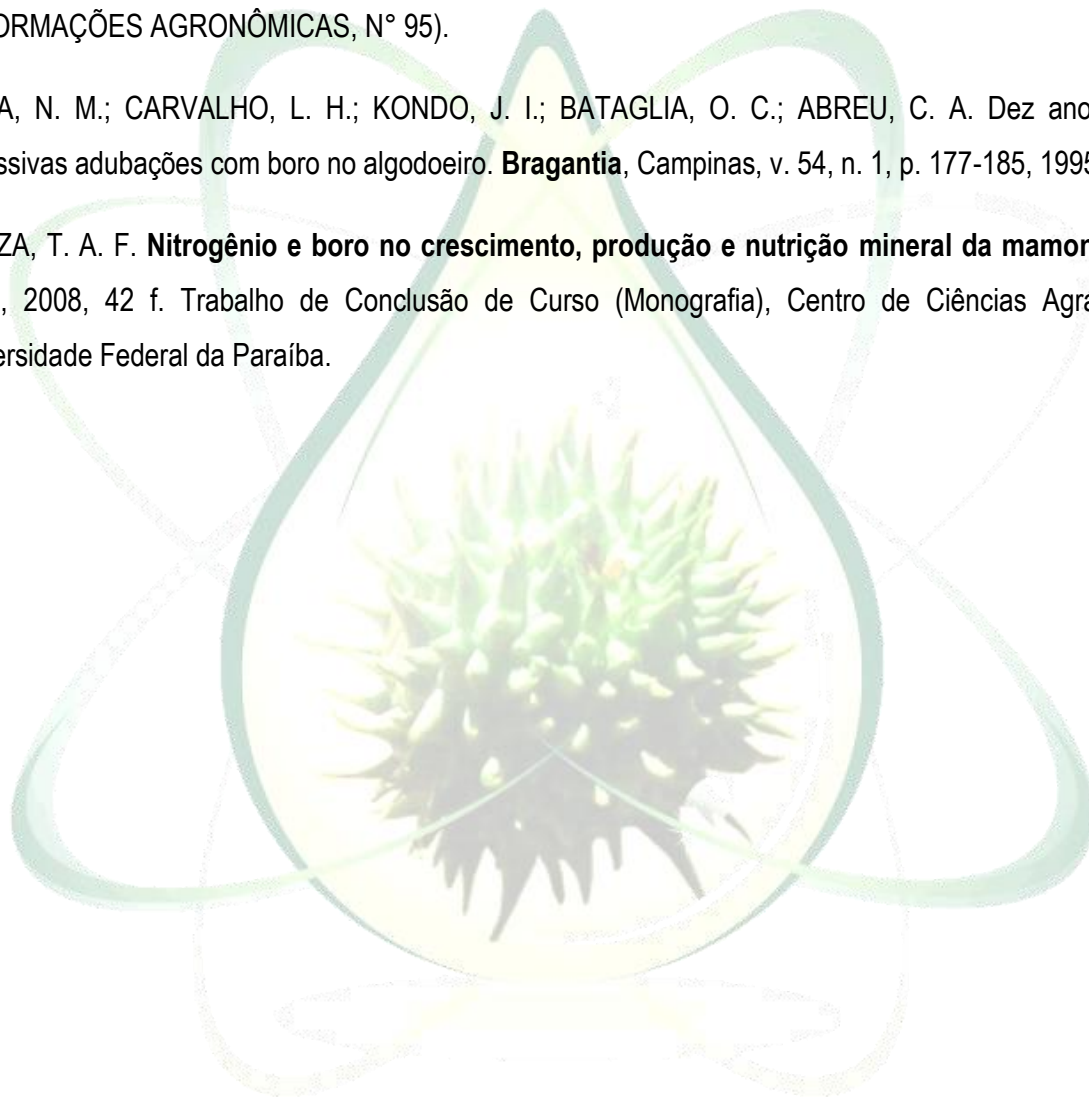 ORMAÇÕES AGRONÔMICAS, N° 95).
A, N. M.; CARVALHO, L. H.; KONDO, J. I.; BATAGLIA, O. C.; ABREU, C. A. Dez ano
ssivas adubações com boro no algodoeiro. Bragantia, Campinas, v. 54, n. 1, p. 177-185, 1995
ZA, T. A. F. Nitrogênio e boro no crescimento, produção e nutrição mineral da mamon
, 2008, 42 f. Trabalho de Conclusão de Curso (Monografia), Centro de Ciências Agrá
ersidade Federal da Paraíba.